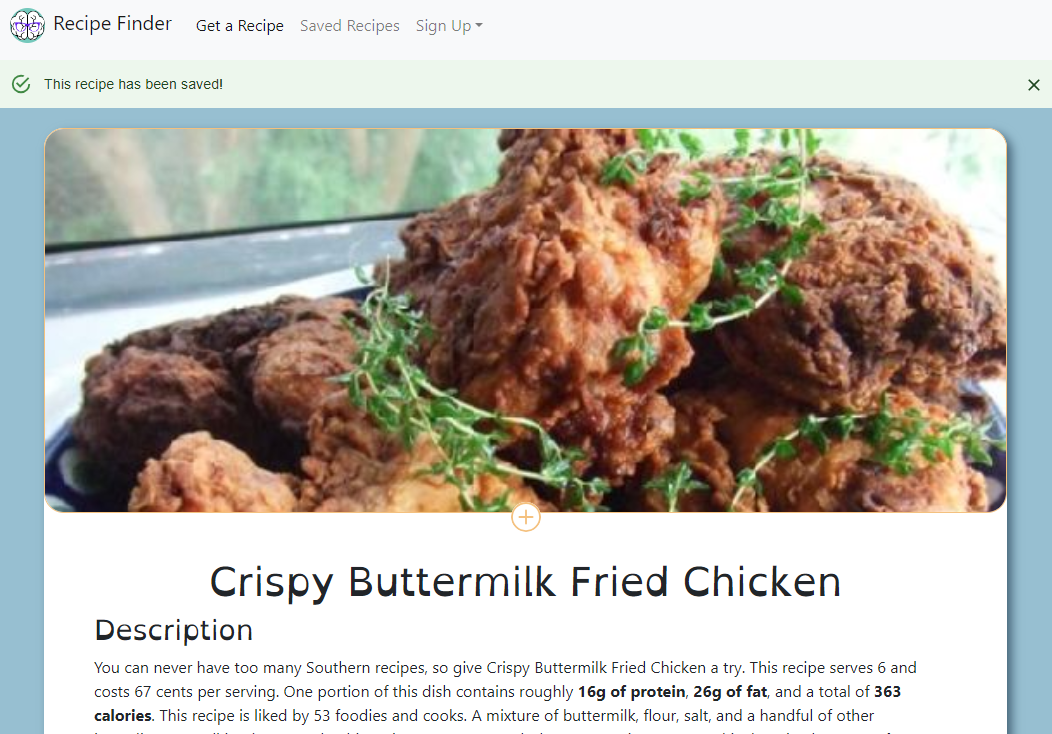 Recipe Finder Get a Recipe Saved Recipes Sign Up
This recipe has been saved!
Crispy Buttermilk Fried Chicken
Description
You can never have too many Southern recipes, so give Crispy Buttermilk Fried Chicken a try. This recipe serves 6 and
costs 67 cents per serving. One portion of this dish contains roughly 16g of protein, 26g of fat, and a total of 363
calories. This recipe is liked by 53 foodies and cooks. A mixture of buttermilk, flour, salt, and a handful of other